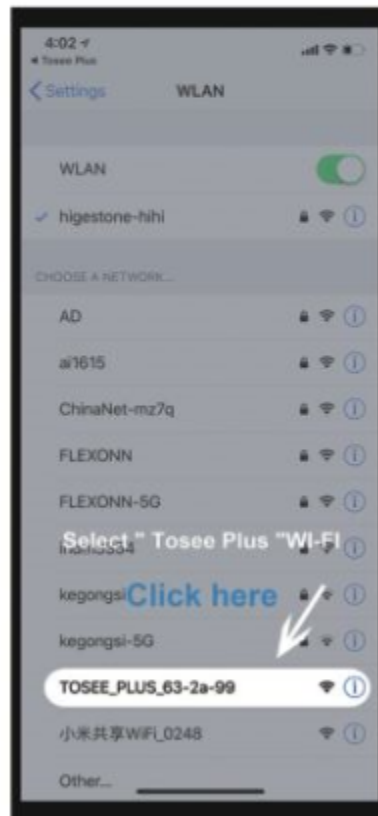 4:02
Tosee Plus
Settings WLAN
WLAN
higestone-hihi
CHOOSE A NETWORK...
AD
ai1615
ChinaNet-mz7q
FLEXONN
FLEXONN-5G
Select " Tosee Plus "WI-FI
kegongsi
Click here
kegongsi-5G
TOSEE_PLUS_63-2a-99
小米共享WiFi_0248
Other...